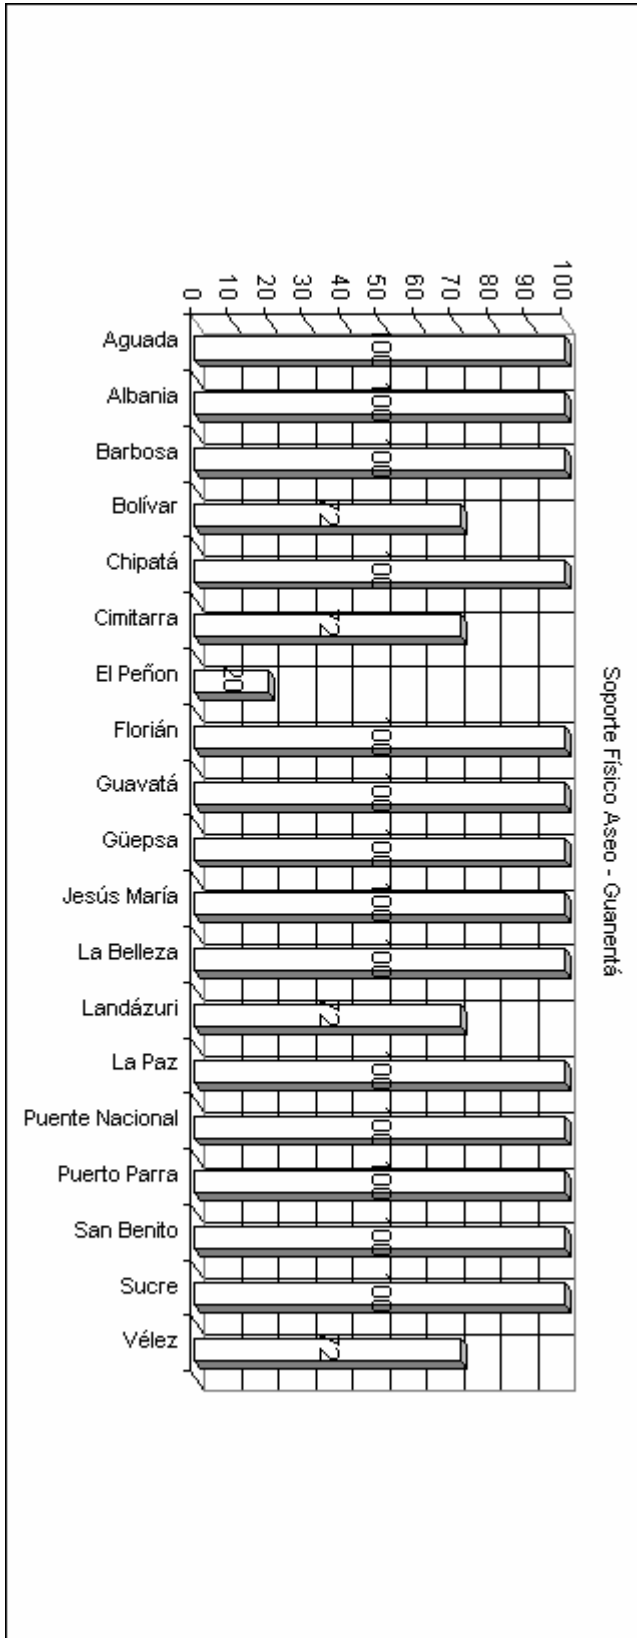 Soporte Físico Aseo - Guanentá
100
90
80
70
60
50
40
30
20
10
0
Aguada
100
Albania
100
Barbosa
100
Bolívar
72
Chipatá
100
Cimitarra
72
El Peñon
20
Florián
100
Guavatá
100
Güepsa
100
Jesús María
100
La Belleza
100
Landázuri
72
La Paz
100
Puente Nacional
100
Puerto Parra
100
San Benito
100
Sucre
100
Vélez
72